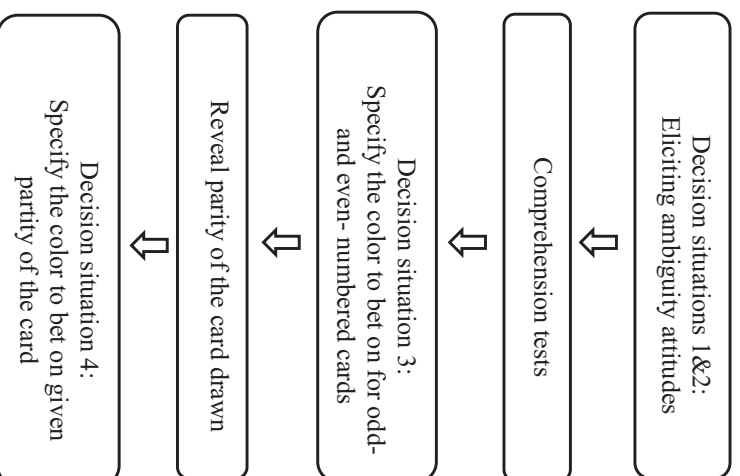 Decision situations 1&2:
Eliciting ambiguity attitudes
Comprehension tests
Decision situation 3:
Specify the color to bet on for odd-
and even- numbered cards
Reveal parity of the card drawn
Decision situation 4:
Specify the color to bet on given
partity of the card